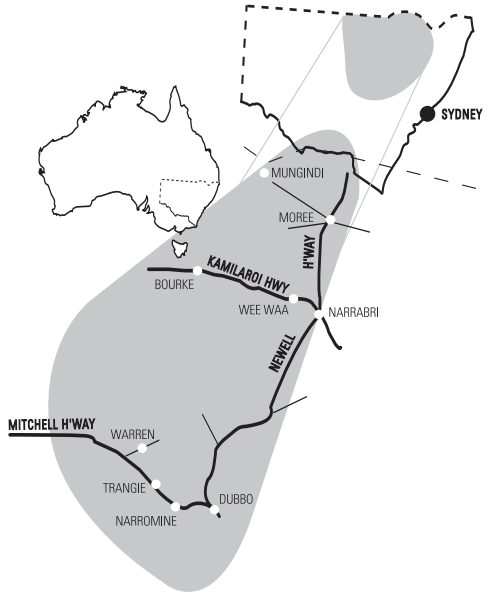 SYDNEY
MUNGINDI
MOREE
H'WAY
KAMILAROI HWY
BOURKE
WEE WAA
NARRABRI
NEWELL
MITCHELL H'WAY
WARREN
TRANGIE
DUBBO
NARROMINE